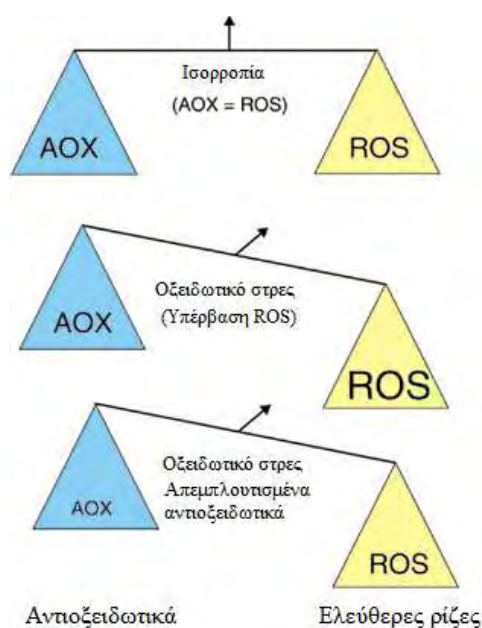 Ισορροπία
(AOX = ROS)
AOX
ROS
Οξειδωτικό στρες
(Υπέρβαση ROS)
AOX
ROS
Οξειδωτικό στρες
Απεμπλουτισμένα
αντιοξειδωτικά
AOX
ROS
Αντιοξειδωτικά
Ελεύθερες ρίζες